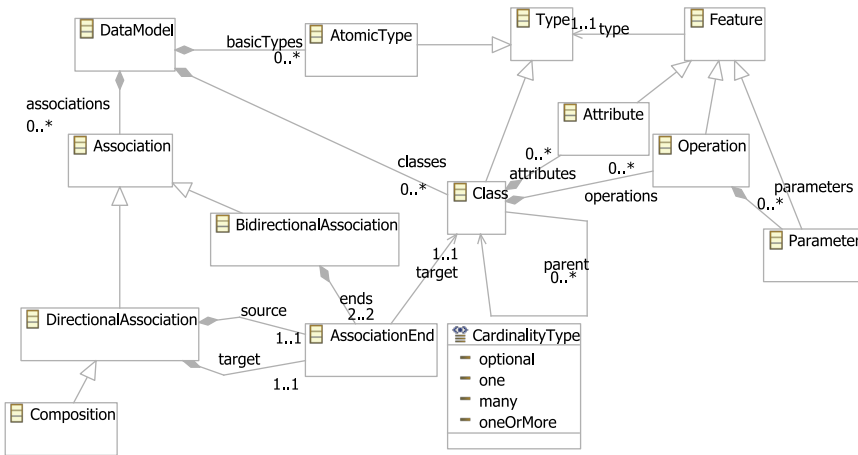 DataModel
basicTypes
0..*
AtomicType
Type
1..1
type
Feature
associations
0..*
Association
classes
0..*
Attribute
0..*
attributes
Operation
0..*
operations
parameters
0..*
Parameter
Class
BidirectionalAssociation
1..1
target
parent
0..*
ends
2..2
DirectionalAssociation
source
1..1
target
1..1
AssociationEnd
CardinalityType
optional
one
many
oneOrMore
Composition